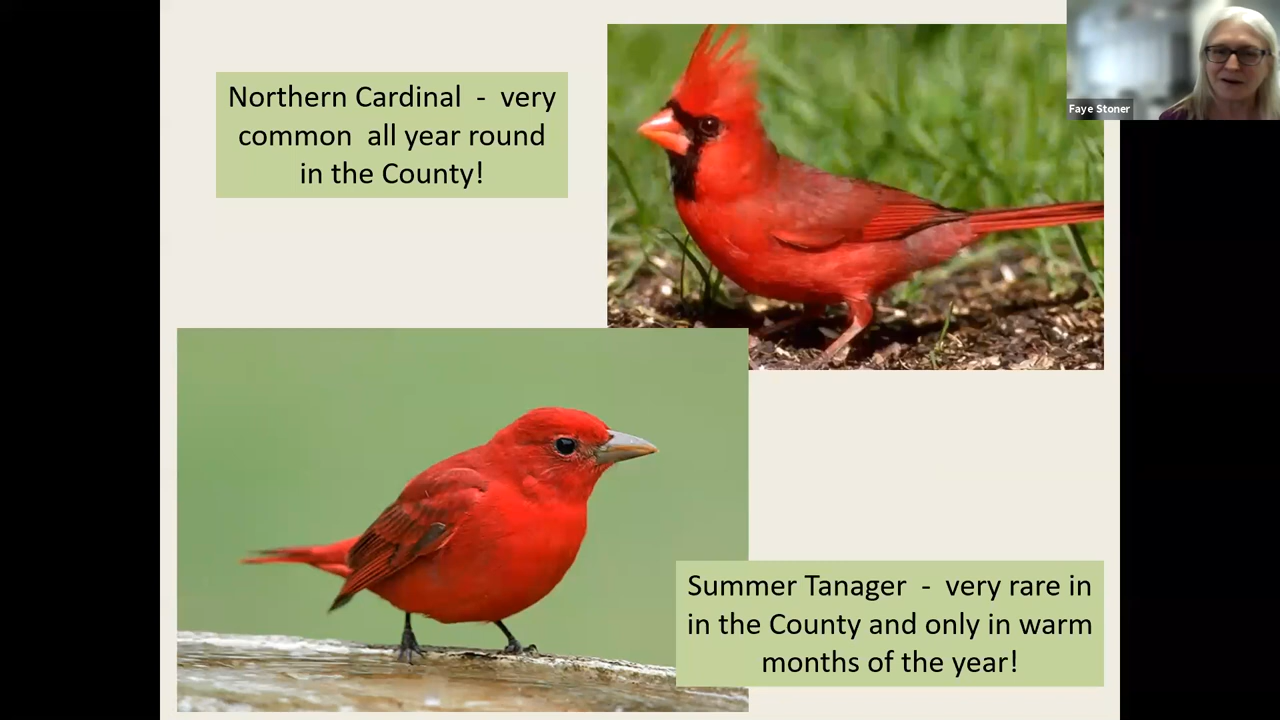 Northern Cardinal - very
common all year round
in the County!
Faye Stoner
Summer Tanager - very rare in
in the County and only in warm
months of the year!